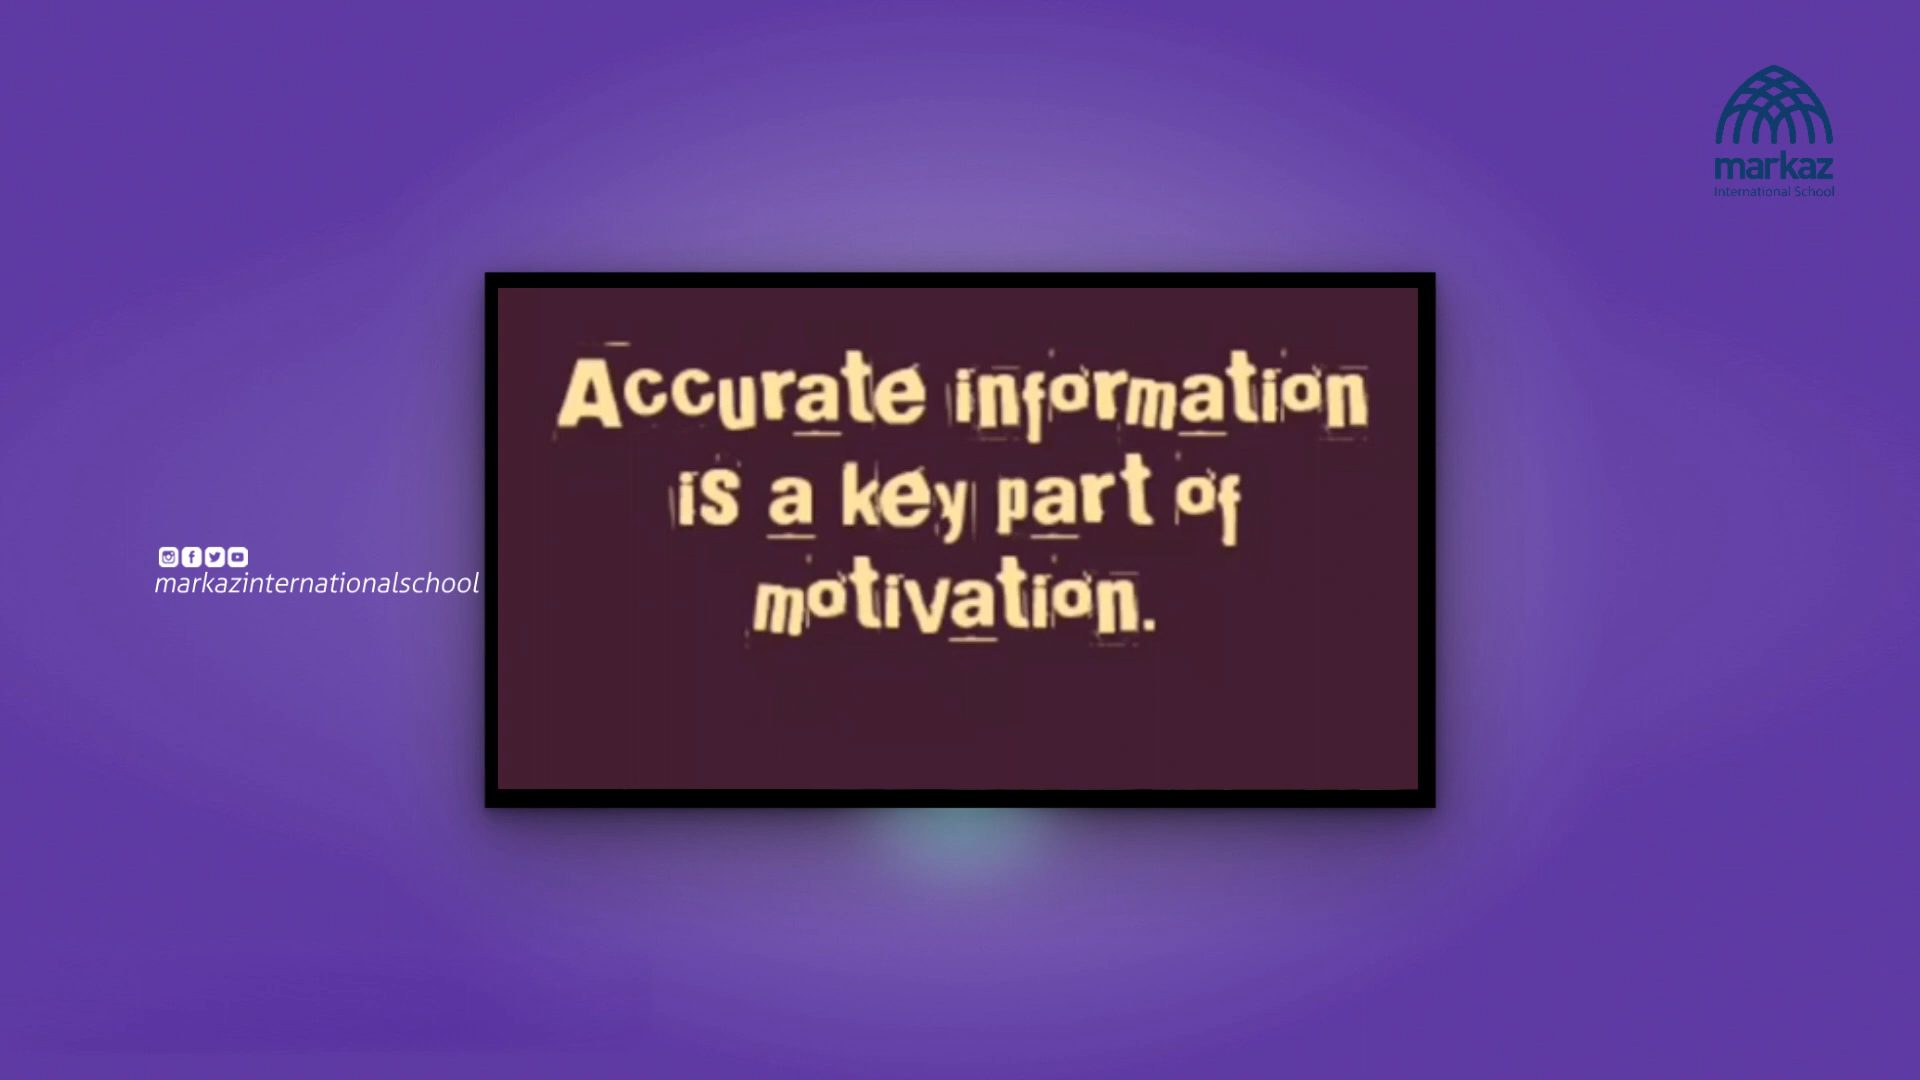 markaz
International School
Accurate information
is a key part of
motivation.
markazinternationalschool